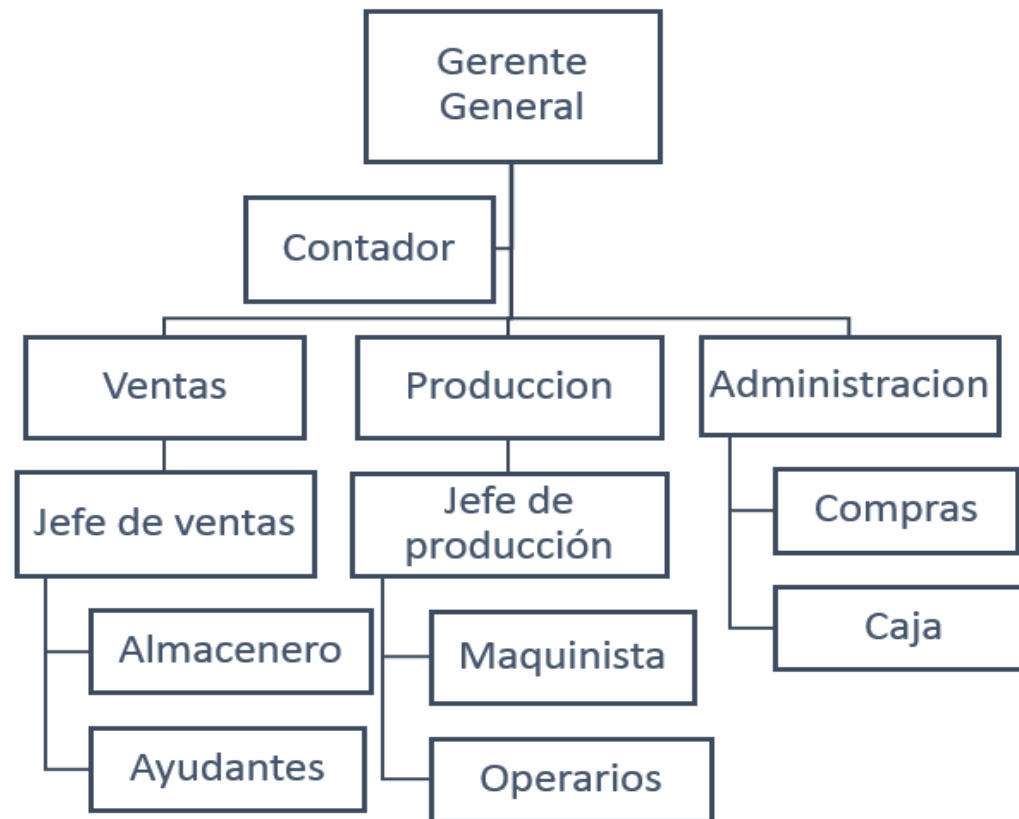 Gerente
General
Contador
Ventas
Produccion
Administracion
Jefe de ventas
Jefe de
producción
Compras
Caja
Almacenero
Maquinista
Ayudantes
Operarios